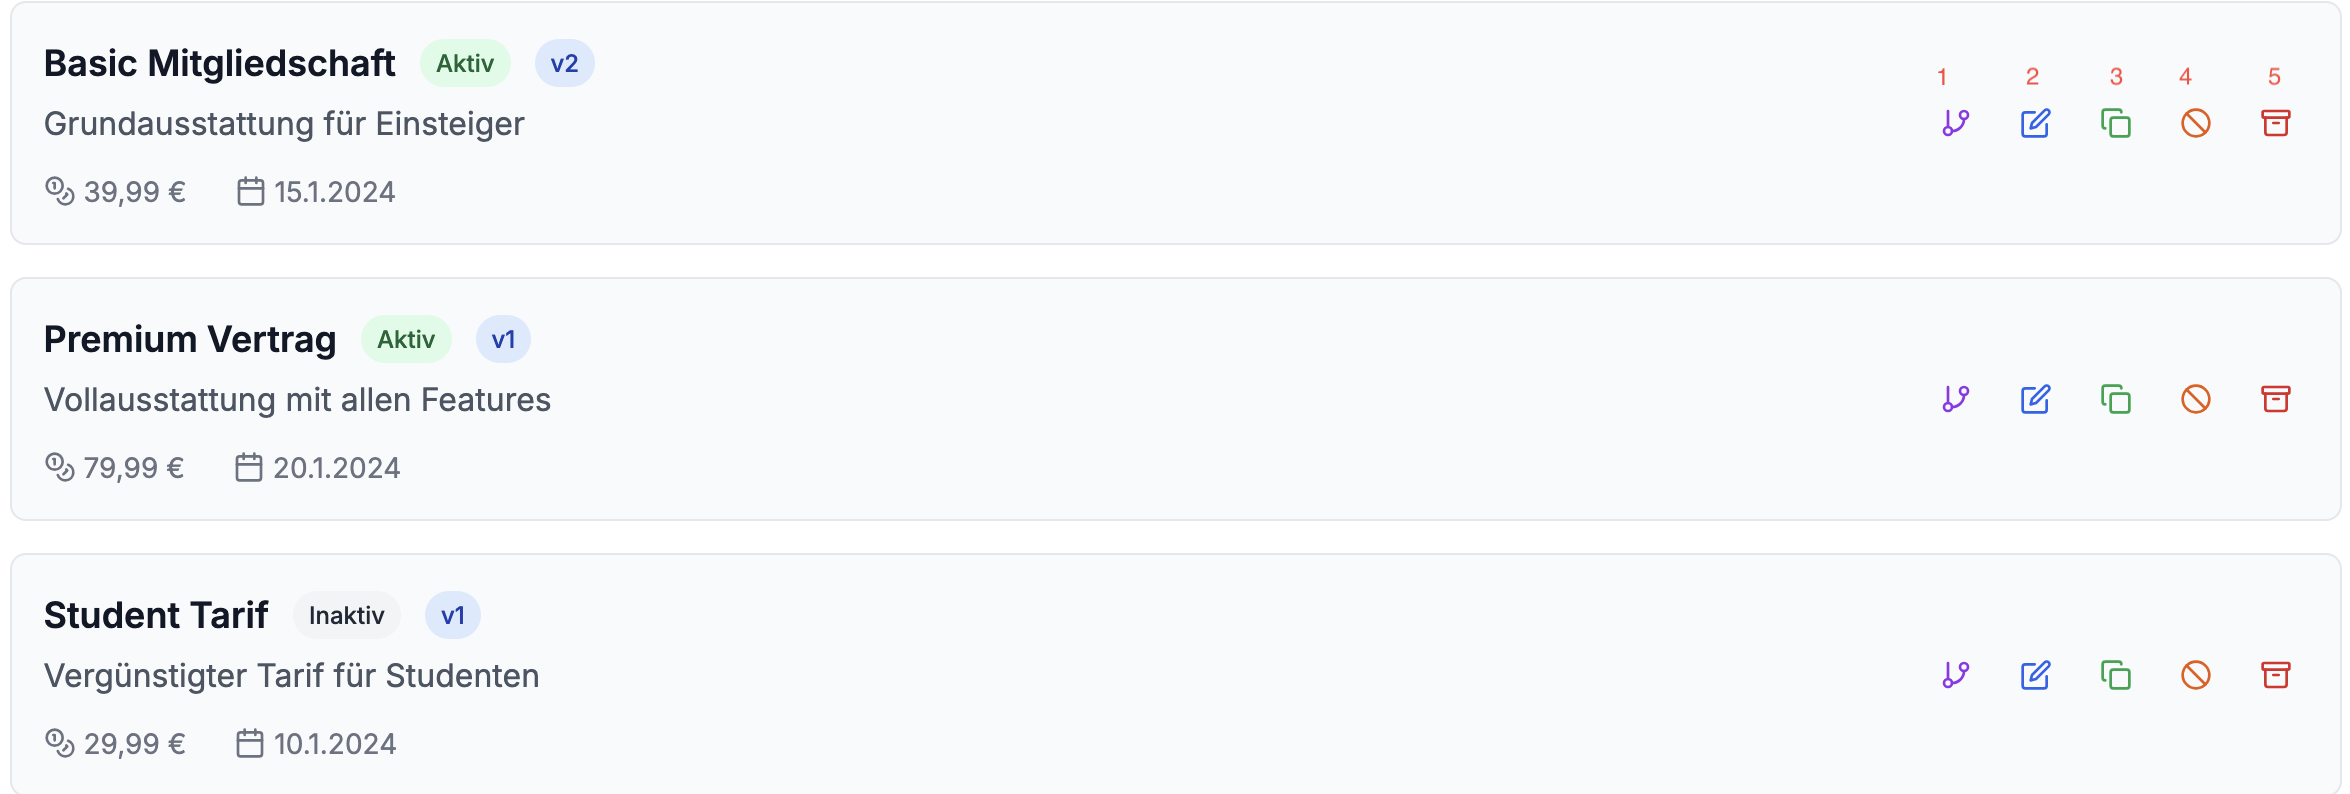 Basic Mitgliedschaft Aktiv v2
1 2 3 4 5
Grundausstattung für Einsteiger
39,99 € 15.1.2024
Premium Vertrag Aktiv v1
Vollausstattung mit allen Features
79,99 € 20.1.2024
Student Tarif Inaktiv v1
Vergünstigter Tarif für Studenten
29,99 € 10.1.2024